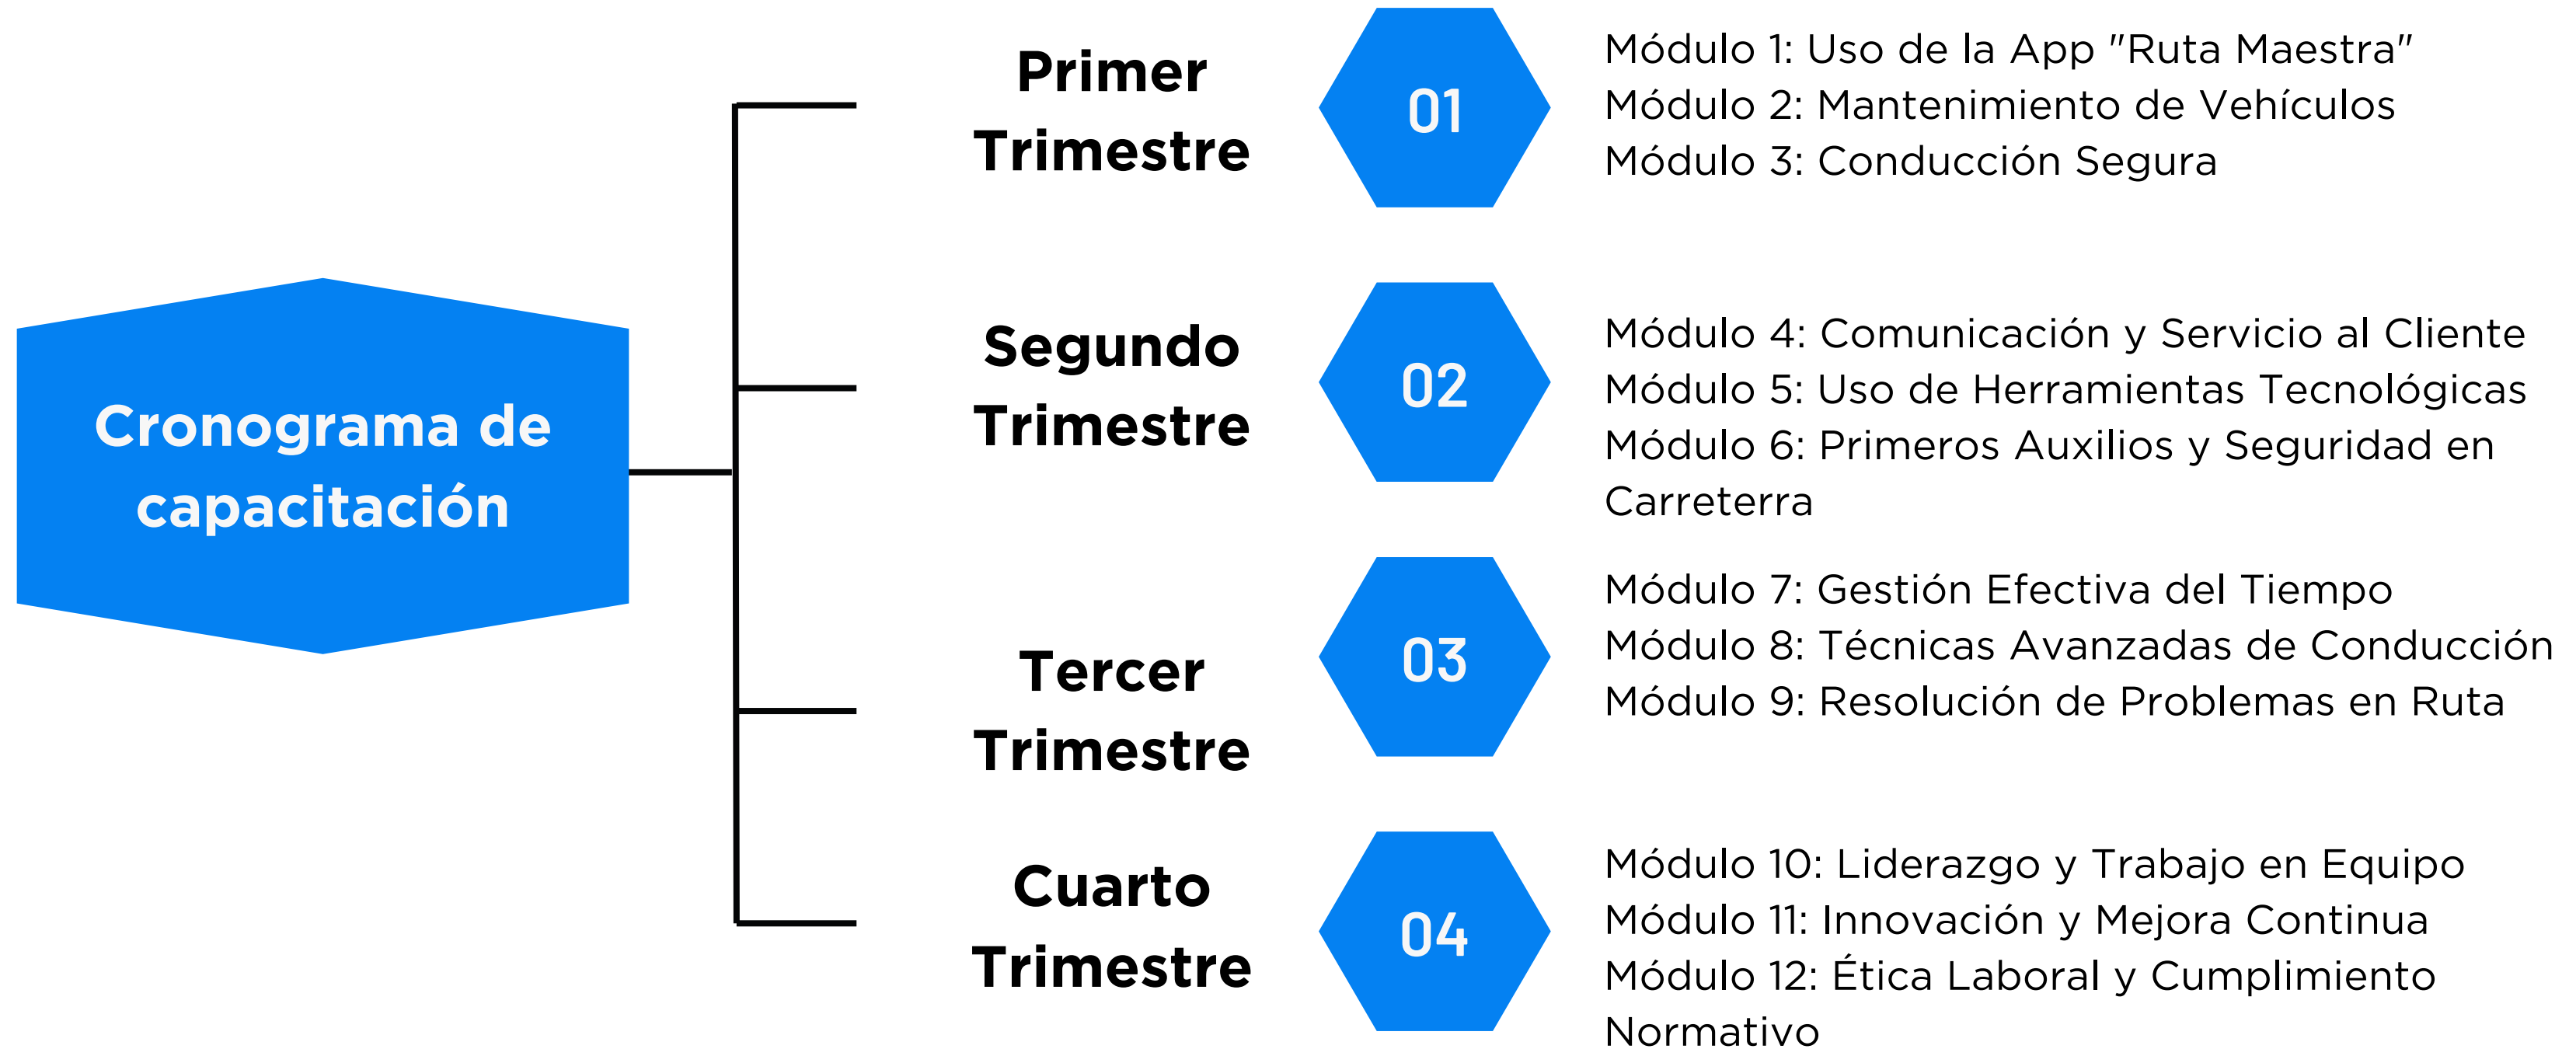 Cronograma de
capacitación
Primer
Trimestre
01
Módulo 1: Uso de la App "Ruta Maestra"
Módulo 2: Mantenimiento de Vehículos
Módulo 3: Conducción Segura
Segundo
Trimestre
02
Módulo 4: Comunicación y Servicio al Cliente
Módulo 5: Uso de Herramientas Tecnológicas
Módulo 6: Primeros Auxilios y Seguridad en
Carreterra
Tercer
Trimestre
03
Módulo 7: Gestión Efectiva del Tiempo
Módulo 8: Técnicas Avanzadas de Conducción
Módulo 9: Resolución de Problemas en Ruta
Cuarto
Trimestre
04
Módulo 10: Liderazgo y Trabajo en Equipo
Módulo 11: Innovación y Mejora Continua
Módulo 12: Ética Laboral y Cumplimiento
Normativo